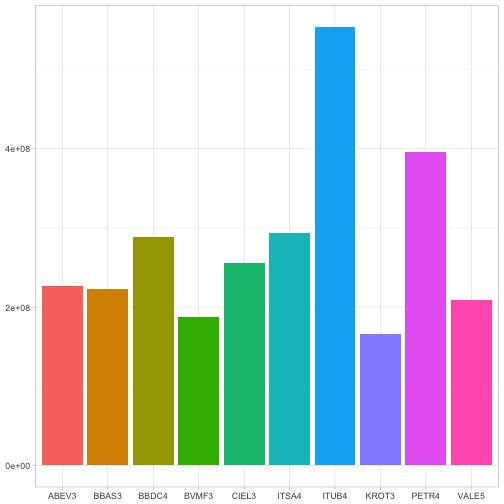 4e+08
2e+08
0e+00
ABEV3 BBAS3 BBDC4 BVMF3 CIEL3 ITSA4 ITUB4 KROT3 PETR4 VALE5